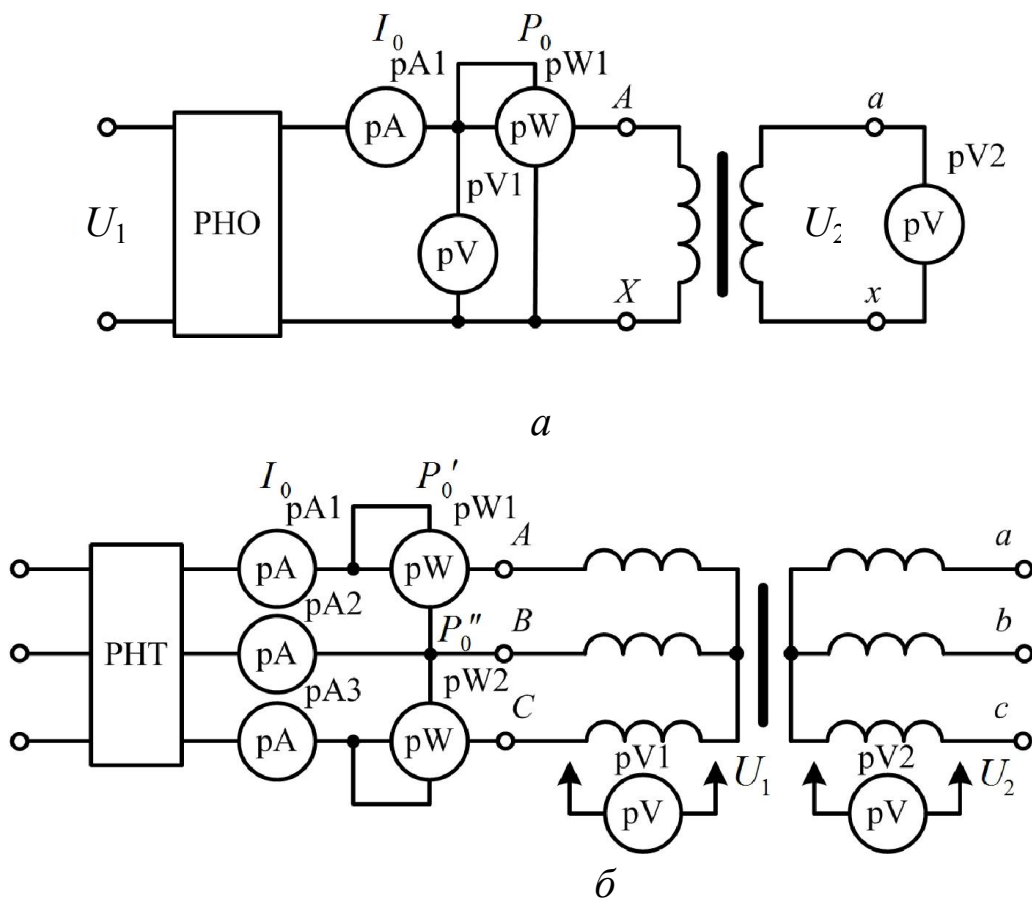 I₀ P₀
pA1 pW1
A a
pA pW
pV1 pV2
U₁ РНО pV U₂ pV
X x
а
I₀ P₀′
pA1 pW1 A a
pA pW
pA2
P₀″ B b
РНТ pA
pA3 pW2
C c
pA pW
pV1 U₁ pV2 U₂
pV pV
б